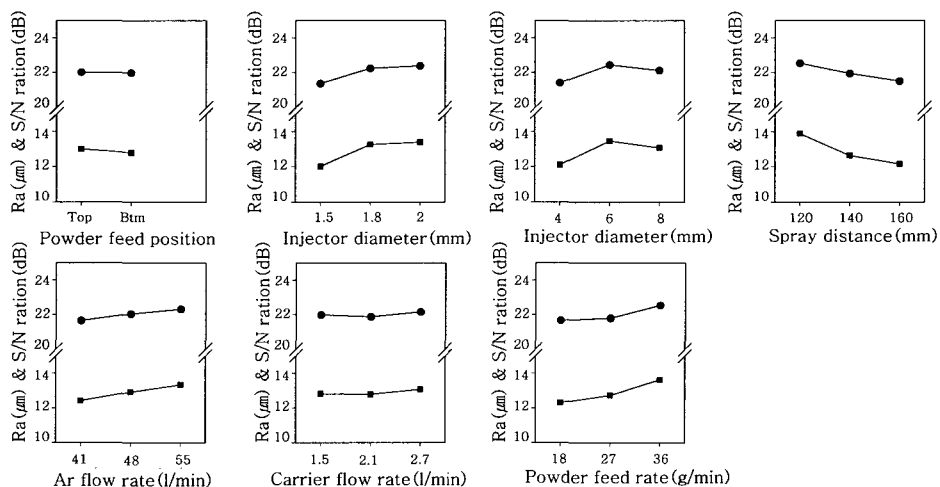 Ra(μm) & S/N ration(dB)
24
22
20
14
12
10
Top Btm
Powder feed position
Ra(μm) & S/N ration(dB)
24
22
20
14
12
10
1.5 1.8 2
Injector diameter(mm)
Ra(μm) & S/N ration(dB)
24
22
20
14
12
10
4 6 8
Injector diameter(mm)
Ra(μm) & S/N ration(dB)
24
22
20
14
12
10
120 140 160
Spray distance(mm)
Ra(μm) & S/N ration(dB)
24
22
20
14
12
10
41 48 55
Ar flow rate(l/min)
Ra(μm) & S/N ration(dB)
24
22
20
14
12
10
1.5 2.1 2.7
Carrier flow rate(l/min)
Ra(μm) & S/N ration(dB)
24
22
20
14
12
10
18 27 36
Powder feed rate(g/min)